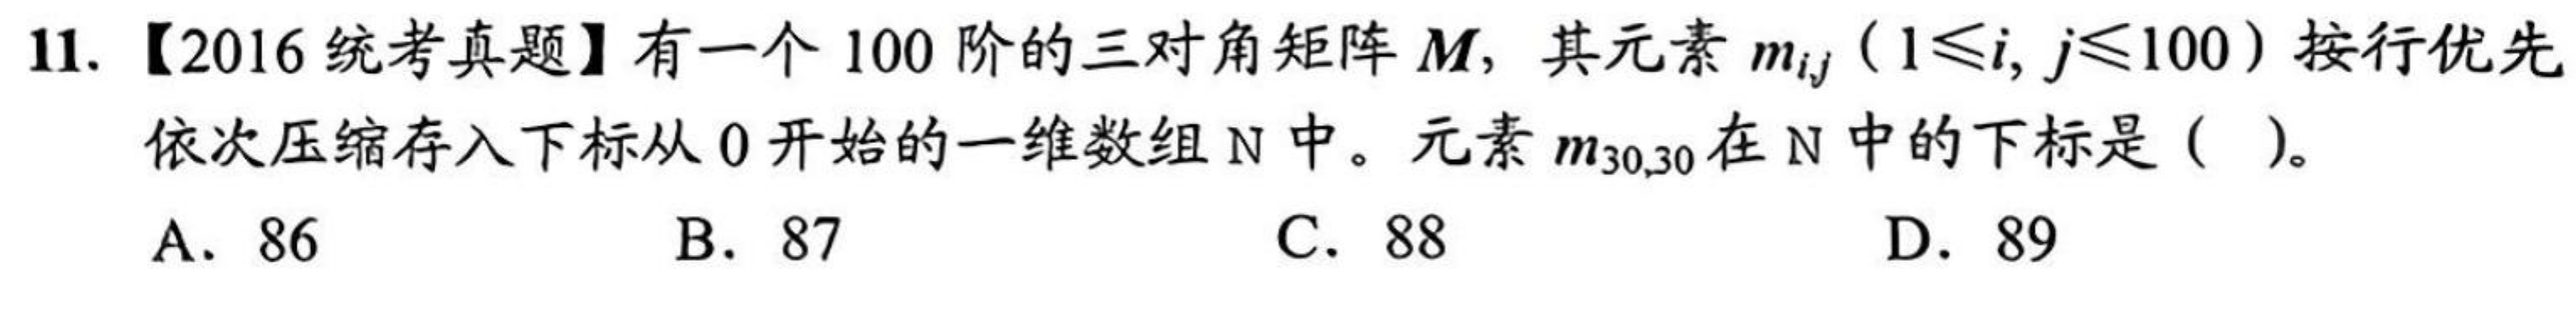 11. 【2016 统考真题】有一个 100 阶的三对角矩阵 M，其元素 mi,j（1≤i, j≤100）按行优先
依次压缩存入下标从 0 开始的一维数组 N 中。元素 m30,30 在 N 中的下标是（ ）。
A. 86 B. 87 C. 88 D. 89